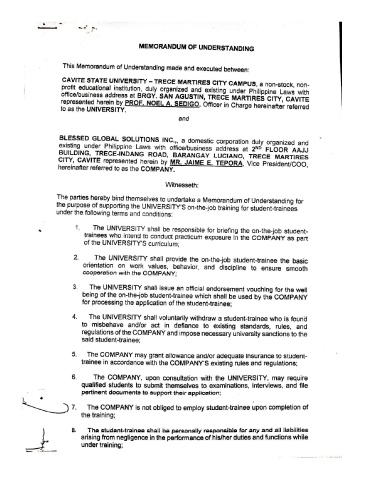 MEMORANDUM OF UNDERSTANDING
This Memorandum of Understanding made and executed between:
CAVITE STATE UNIVERSITY – TRECE MARTIRES CITY CAMPUS, a non-stock, non-
profit educational institution, duly organized and existing under Philippine Laws with
office/business address at BRGY. SAN AGUSTIN, TRECE MARTIRES CITY, CAVITE
represented herein by PROF. NOEL A. SEDIGO, Officer in Charge hereinafter referred
to as the UNIVERSITY.
and
BLESSED GLOBAL SOLUTIONS INC., a domestic corporation duly organized and
existing under Philippine Laws with office/business address at 2ND FLOOR AAJJ
BUILDING, TRECE-INDANG ROAD, BARANGAY LUCIANO, TRECE MARTIRES
CITY, CAVITE represented herein by MR. JAIME E. TEPORA, Vice President/COO,
hereinafter referred to as the COMPANY.
Witnesseth:
The parties hereby bind themselves to undertake a Memorandum of Understanding for
the purpose of supporting the UNIVERSITY'S on-the-job training for student-trainees
under the following terms and conditions:
1. The UNIVERSITY shall be responsible for briefing the on-the-job student-
trainees who intend to conduct practicum exposure in the COMPANY as part
of the UNIVERSITY'S curriculum;
2. The UNIVERSITY shall provide the on-the-job student-trainee the basic
orientation on work values, behavior, and discipline to ensure smooth
cooperation with the COMPANY;
3. The UNIVERSITY shall issue an official endorsement vouching for the well
being of the on-the-job student-trainee which shall be used by the COMPANY
for processing the application of the student-trainee;
4. The UNIVERSITY shall voluntarily withdraw a student-trainee who is found
to misbehave and/or act in defiance to existing standards, rules, and
regulations of the COMPANY and impose necessary university sanctions to the
said student-trainee;
5. The COMPANY may grant allowance and/or adequate insurance to student-
trainee in accordance with the COMPANY'S existing rules and regulations;
6. The COMPANY, upon consultation with the UNIVERSITY, may require
qualified students to submit themselves to examinations, interviews, and file
pertinent documents to support their application;
7. The COMPANY is not obliged to employ student-trainee upon completion of
the training;
8. The student-trainee shall be personally responsible for any and all liabilities
arising from negligence in the performance of his/her duties and functions while
under training;